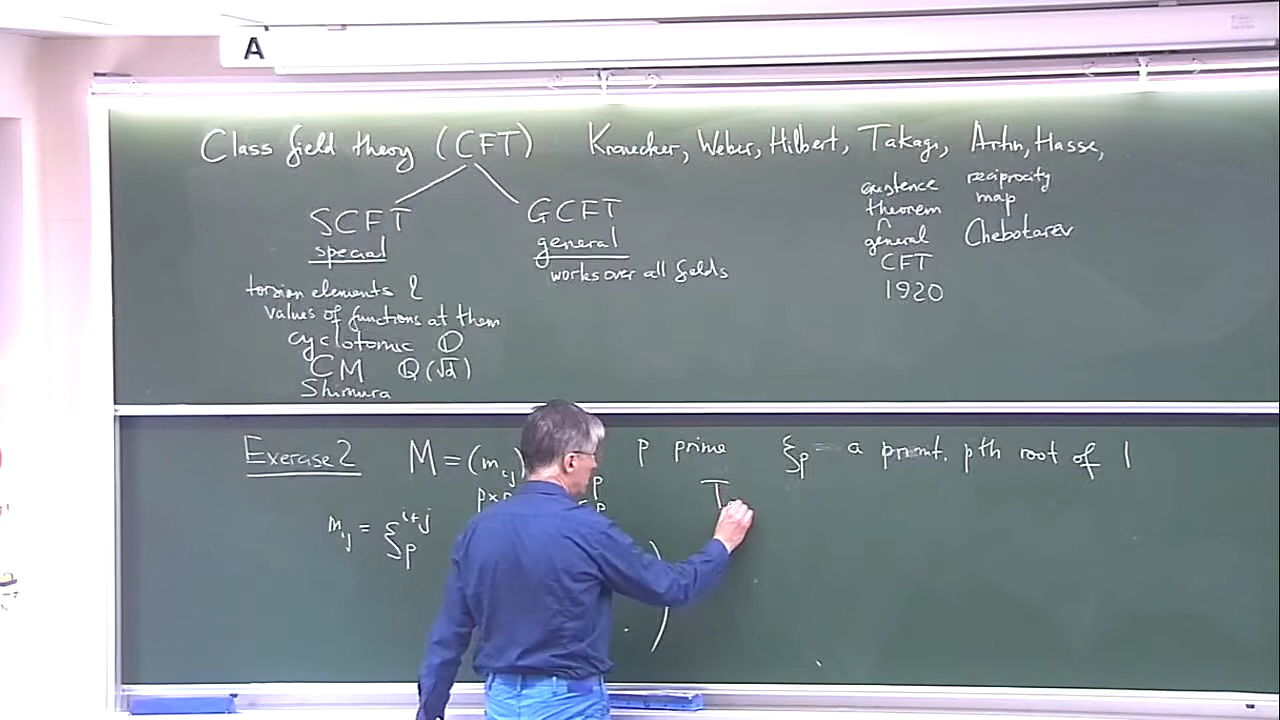 A
Class field theory (CFT) Kronecker, Weber, Hilbert, Takagi, Artin, Hasse,
SCFT
special
torsion elements &
values of functions at them
cyclotomic ℚ
CM ℚ(√d)
Shimura
GCFT
general
works over all fields
existence
theorem
∩
general
CFT
1920
reciprocity
map
Chebotarev
Exercise 2 M = (m_ij) p prime ξ_p = a primit. pth root of 1
m_ij = ξ_p^{i+j}